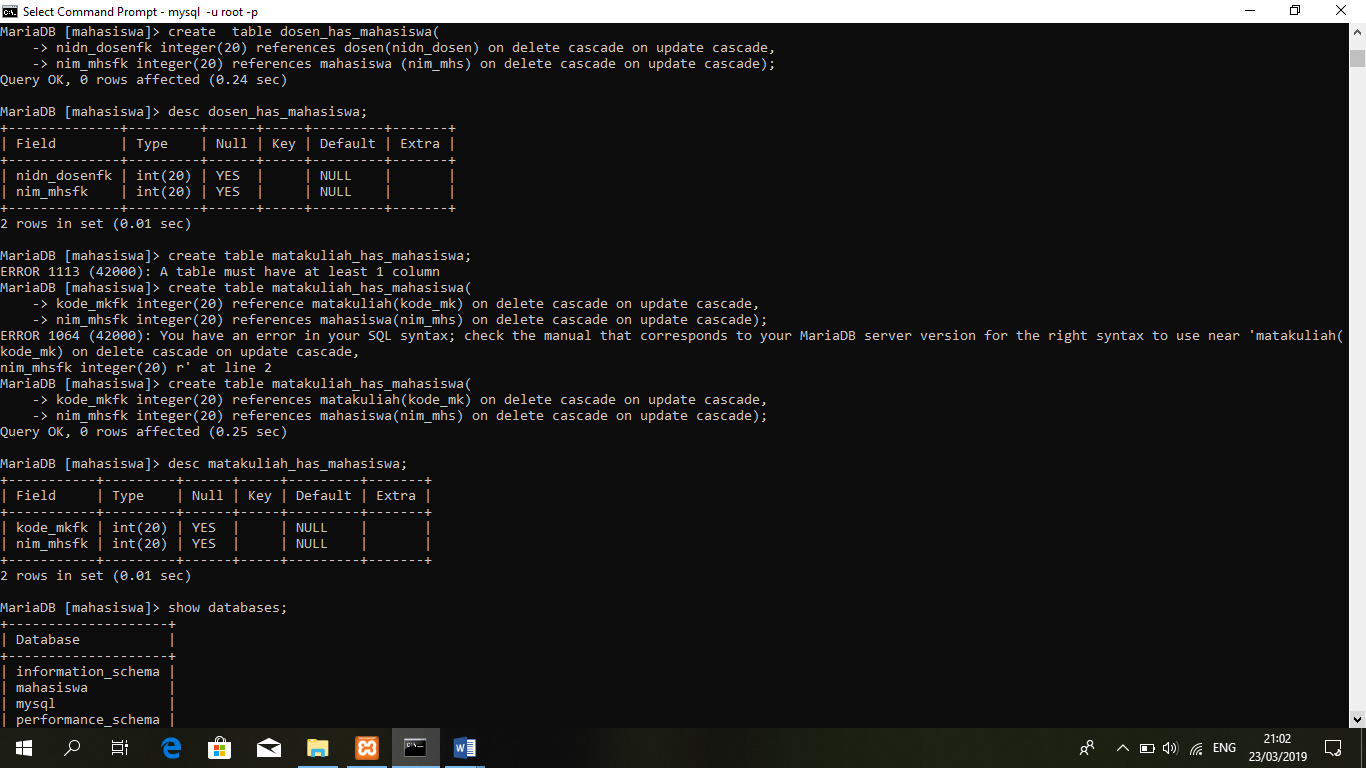 Select Command Prompt - mysql  -u root -p
MariaDB [mahasiswa]> create  table dosen_has_mahasiswa(
    -> nidn_dosenfk integer(20) references dosen(nidn_dosen) on delete cascade on update cascade,
    -> nim_mhsfk integer(20) references mahasiswa (nim_mhs) on delete cascade on update cascade);
Query OK, 0 rows affected (0.24 sec)

MariaDB [mahasiswa]> desc dosen_has_mahasiswa;
+--------------+---------+------+-----+---------+-------+
| Field        | Type    | Null | Key | Default | Extra |
+--------------+---------+------+-----+---------+-------+
| nidn_dosenfk | int(20) | YES  |     | NULL    |       |
| nim_mhsfk    | int(20) | YES  |     | NULL    |       |
+--------------+---------+------+-----+---------+-------+
2 rows in set (0.01 sec)

MariaDB [mahasiswa]> create table matakuliah_has_mahasiswa;
ERROR 1113 (42000): A table must have at least 1 column
MariaDB [mahasiswa]> create table matakuliah_has_mahasiswa(
    -> kode_mkfk integer(20) reference matakuliah(kode_mk) on delete cascade on update cascade,
    -> nim_mhsfk integer(20) references mahasiswa(nim_mhs) on delete cascade on update cascade);
ERROR 1064 (42000): You have an error in your SQL syntax; check the manual that corresponds to your MariaDB server version for the right syntax to use near 'matakuliah(
kode_mk) on delete cascade on update cascade,
nim_mhsfk integer(20) r' at line 2
MariaDB [mahasiswa]> create table matakuliah_has_mahasiswa(
    -> kode_mkfk integer(20) references matakuliah(kode_mk) on delete cascade on update cascade,
    -> nim_mhsfk integer(20) references mahasiswa(nim_mhs) on delete cascade on update cascade);
Query OK, 0 rows affected (0.25 sec)

MariaDB [mahasiswa]> desc matakuliah_has_mahasiswa;
+-----------+---------+------+-----+---------+-------+
| Field     | Type    | Null | Key | Default | Extra |
+-----------+---------+------+-----+---------+-------+
| kode_mkfk | int(20) | YES  |     | NULL    |       |
| nim_mhsfk | int(20) | YES  |     | NULL    |       |
+-----------+---------+------+-----+---------+-------+
2 rows in set (0.01 sec)

MariaDB [mahasiswa]> show databases;
+--------------------+
| Database           |
+--------------------+
| information_schema |
| mahasiswa          |
| mysql              |
| performance_schema |
ENG
21:02
23/03/2019